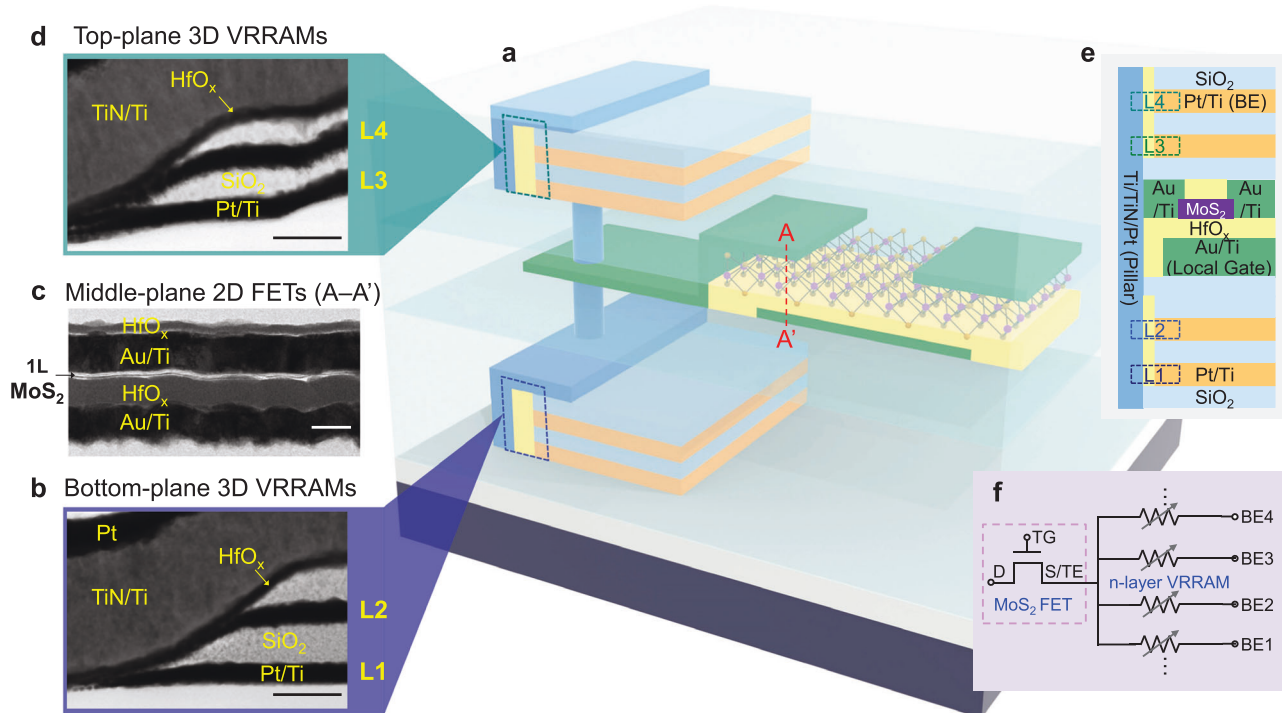 d Top-plane 3D VRRAMs
HfOₓ
TiN/Ti
L4
SiO₂
L3
Pt/Ti
c Middle-plane 2D FETs (A–A’)
HfOₓ
Au/Ti
1L
MoS₂
HfOₓ
Au/Ti
b Bottom-plane 3D VRRAMs
Pt
HfOₓ
TiN/Ti
L2
SiO₂
Pt/Ti
L1
a
A
A’
e
SiO₂
L4 Pt/Ti (BE)
L3
Au
/Ti
Au
/Ti
MoS₂
HfOₓ
Au/Ti
(Local Gate)
Ti/TiN/Pt (Pillar)
L2
L1 Pt/Ti
SiO₂
f
BE4
TG
BE3
D S/TE
n-layer VRRAM
MoS₂ FET
BE2
BE1